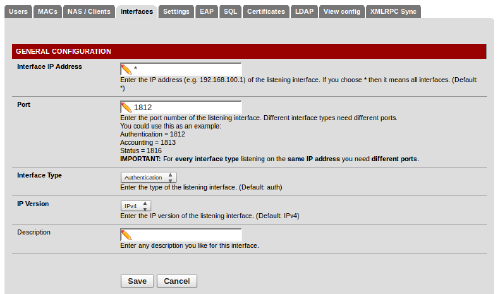 Users MACs NAS / Clients Interfaces Settings EAP SQL Certificates LDAP View config XMLRPC Sync
GENERAL CONFIGURATION
Interface IP Address
*
Enter the IP address (e.g. 192.168.100.1) of the listening interface. If you choose * then it means all interfaces. (Default:
*)
Port
1812
Enter the port number of the listening interface. Different interface types need different ports.
You could use this as an example:
Authentication = 1812
Accounting = 1813
Status = 1816
IMPORTANT: For every interface type listening on the same IP address you need different ports.
Interface Type
Authentication
Enter the type of the listening interface. (Default: auth)
IP Version
IPv4
Enter the IP version of the listening interface. (Default: IPv4)
Description
Enter any description you like for this interface.
Save Cancel